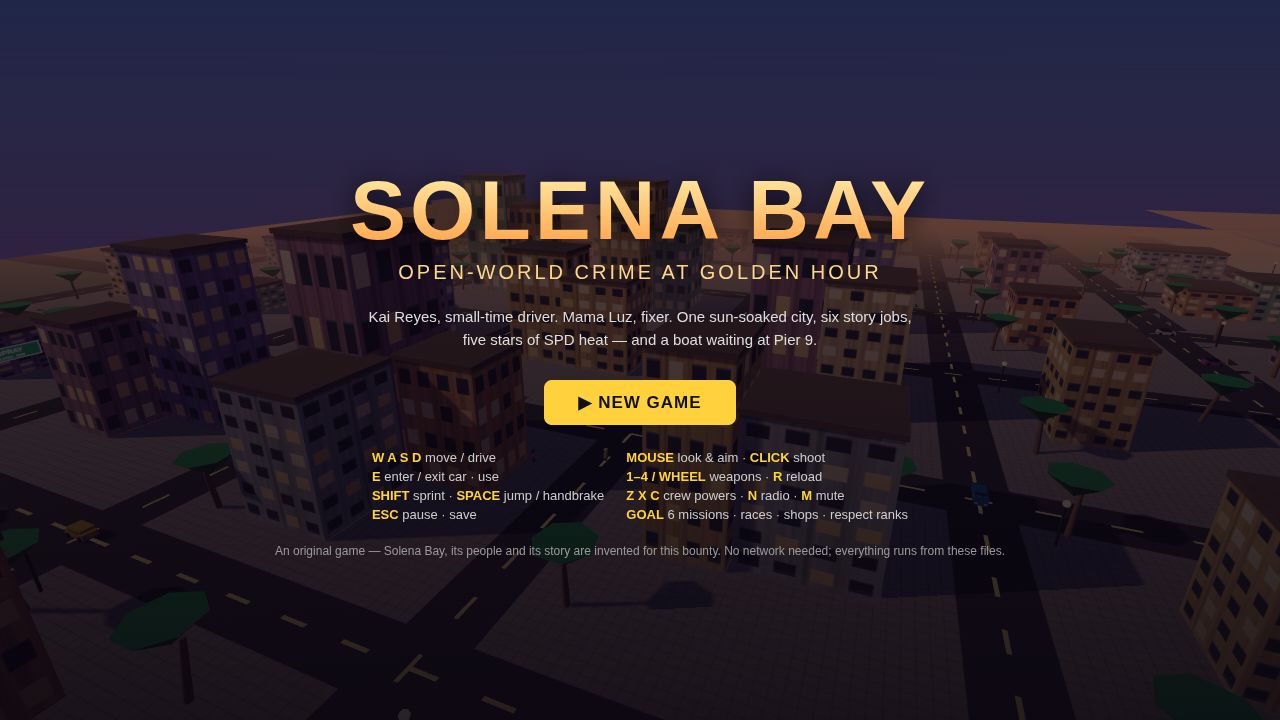 SOLENA BAY
OPEN-WORLD CRIME AT GOLDEN HOUR
Kai Reyes, small-time driver. Mama Luz, fixer. One sun-soaked city, six story jobs,
five stars of SPD heat — and a boat waiting at Pier 9.
▶ NEW GAME
W A S D move / drive
E enter / exit car · use
SHIFT sprint · SPACE jump / handbrake
ESC pause · save
MOUSE look & aim · CLICK shoot
1–4 / WHEEL weapons · R reload
Z X C crew powers · N radio · M mute
GOAL 6 missions · races · shops · respect ranks
An original game — Solena Bay, its people and its story are invented for this bounty. No network needed; everything runs from these files.